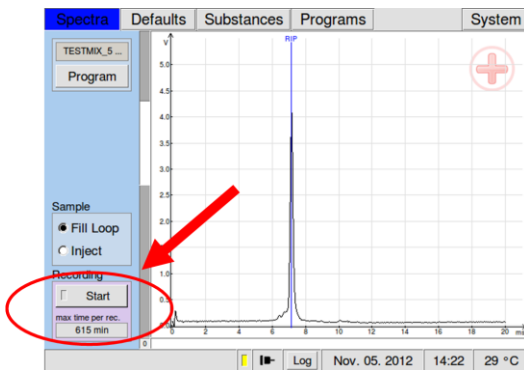 Spectra Defaults Substances Programs System
TESTMIX_5 ...
Program
Sample
Fill Loop
Inject
Recording
Start
max time per rec.
615 min
0
V
5.0
4.5
4.0
3.5
3.0
2.5
2.0
1.5
1.0
0.5
0.0
RIP
0 2 4 6 8 10 12 14 16 18 20 min
Log Nov. 05. 2012 14:22 29 °C